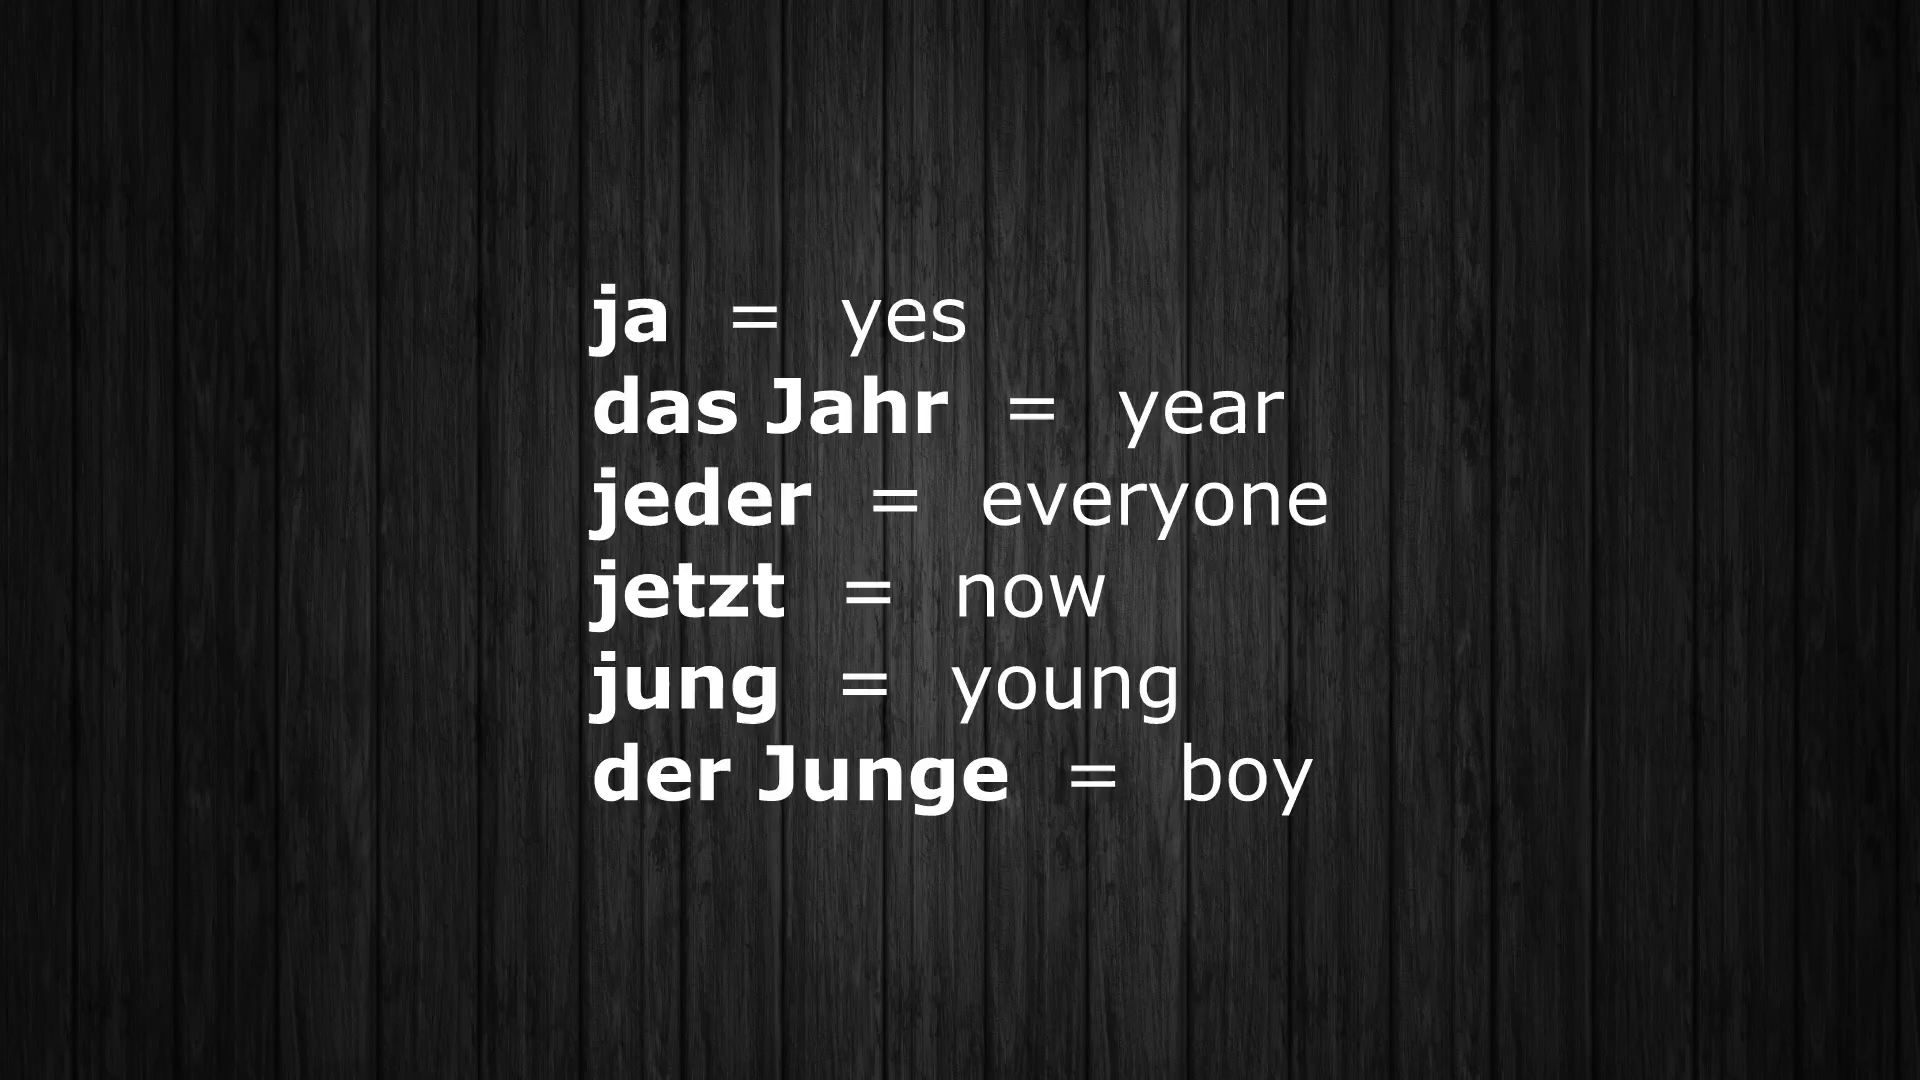 ja = yes
das Jahr = year
jeder = everyone
jetzt = now
jung = young
der Junge = boy